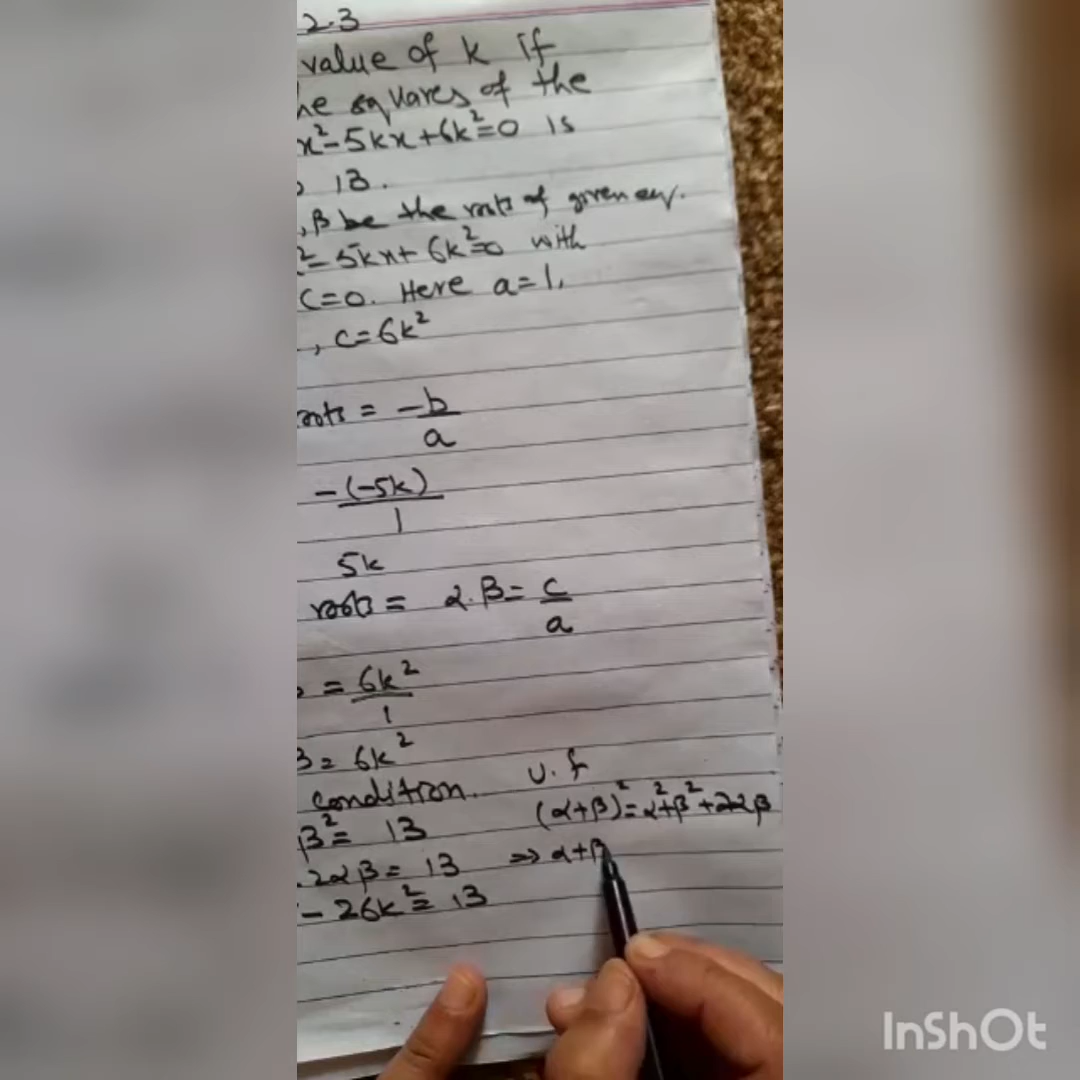 2.3
value of k if
he squares of the
x²-5kx+6k²=0 is
13.
, β be the roots of given eq.
²-5kx+6k²=0 with
c=0. Here a=1,
, c=6k²
roots = -b/a
-(-5k)/1
5k
roots = α.β = c/a
= 6k²/1
β = 6k²
condition. U.f
β² = 13 (α+β)²=α²+β²+2αβ
2αβ = 13 ⇒ α+β
- 26k² = 13
InShOt